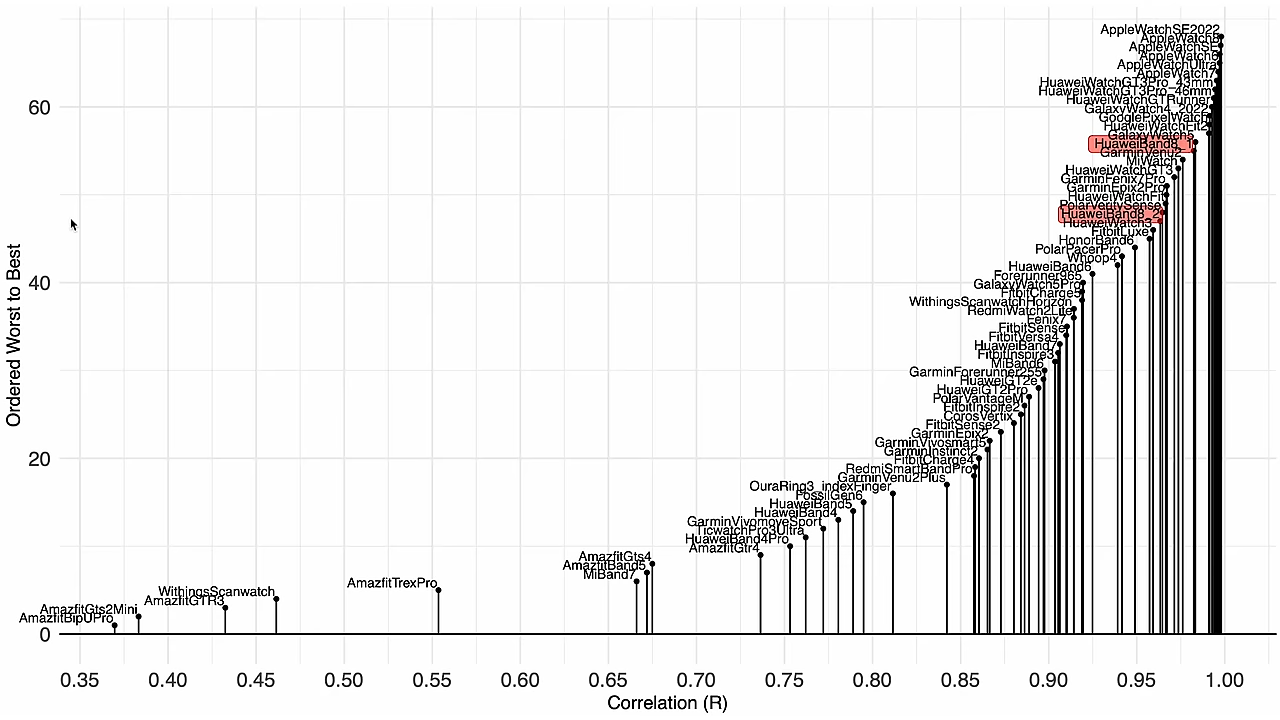 AppleWatchSE2022
AppleWatch8
AppleWatchSE
AppleWatch6
AppleWatchUltra
AppleWatch7
HuaweiWatchGT3Pro_43mm
HuaweiWatchGT3Pro_46mm
HuaweiWatchGTRunner
GalaxyWatch4_2022
GooglePixelWatch
HuaweiWatchFit2
GalaxyWatch5
HuaweiBand8_1
GarminVenu2
MiWatch
HuaweiWatchGT3
GarminFenix7Pro
GarminEpix2Pro
HuaweiWatchFit
PolarVeritySense
HuaweiBand8_2
HuaweiWatch3
FitbitLuxe
HonorBand6
PolarPacerPro
Whoop4
HuaweiBand6
Forerunner965
GalaxyWatch5Pro
FitbitCharge5
WithingsScanwatchHorizon
RedmiWatch2Lite
Fenix7
FitbitSense
FitbitVersa4
HuaweiBand7
FitbitInspire3
MiBand6
GarminForerunner255
HuaweiGT2e
HuaweiGT2Pro
PolarVantageM
FitbitInspire2
CorosVertix
FitbitSense2
GarminEpix2
GarminVivosmart5
GarminInstinct2
FitbitCharge4
RedmiSmartBandPro
GarminVenu2Plus
OuraRing3_indexFinger
FossilGen6
HuaweiBand5
HuaweiBand4
GarminVivomoveSport
TicwatchPro3Ultra
HuaweiBand4Pro
AmazfitGtr4
AmazfitGts4
AmazfitBand5
MiBand7
AmazfitTrexPro
WithingsScanwatch
AmazfitGTR3
AmazfitGts2Mini
AmazfitBipUPro
60
40
20
0
Ordered Worst to Best
0.35 0.40 0.45 0.50 0.55 0.60 0.65 0.70 0.75 0.80 0.85 0.90 0.95 1.00
Correlation (R)